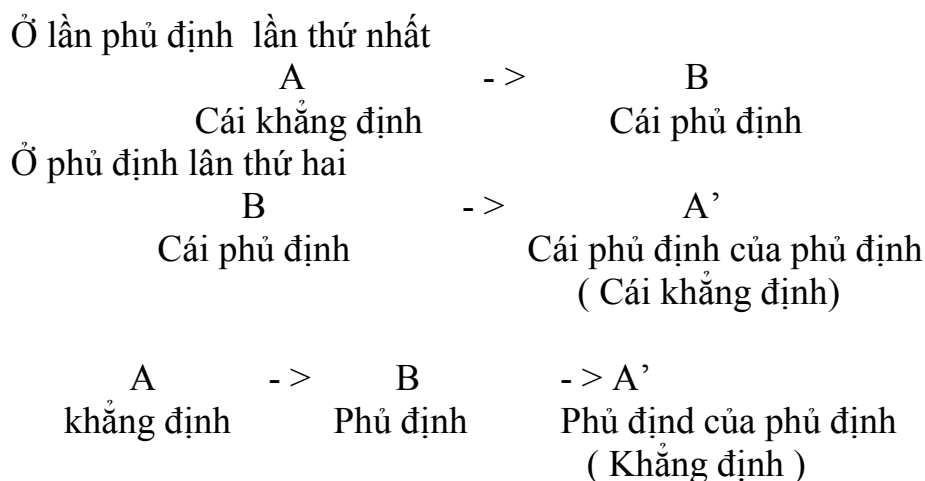 Ở lần phủ định lần thứ nhất
A - > B
Cái khẳng định Cái phủ định
Ở phủ định lân thứ hai
B - > A’
Cái phủ định Cái phủ định của phủ định
( Cái khẳng định)
A - > B - > A’
khẳng định Phủ định Phủ địnd của phủ định
( Khẳng định )